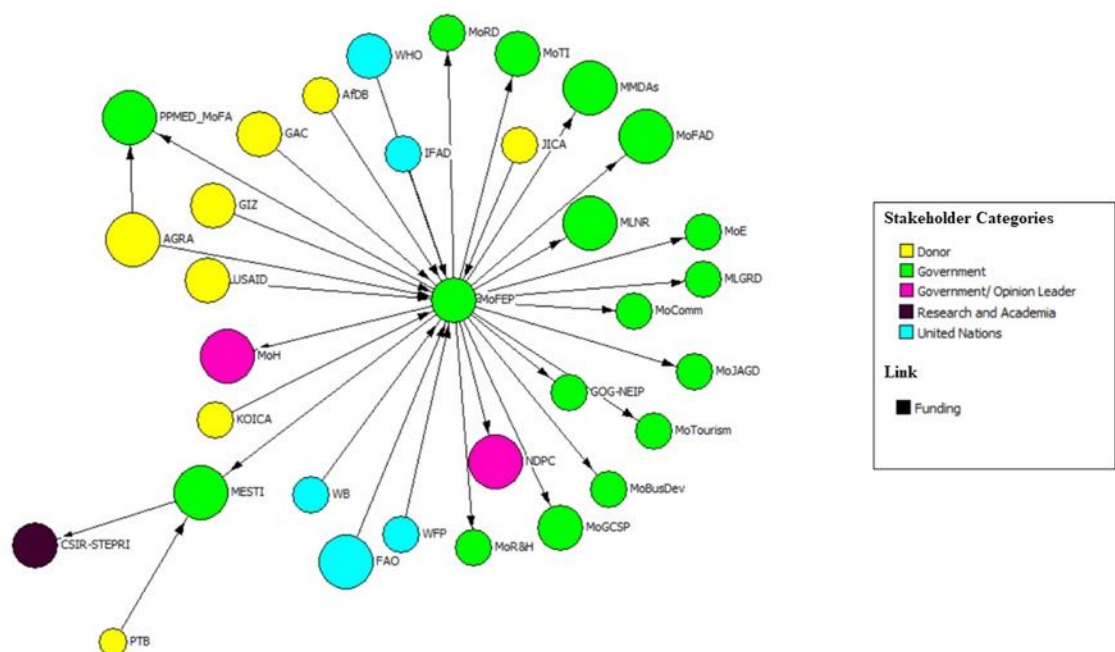 MoRD
WHO
MoTI
MMDAs
AfDB
PPMED_MoFA
GAC
MoFAD
IFAD
JICA
GIZ
MLNR
MoE
AGRA
USAID
MLGRD
MoFEP
MoComm
MoH
MoJAGD
GOG-NEIP
KOICA
MoTourism
NDPC
MoBusDev
MESTI
WB
MoGCSP
WFP
CSIR-STEPRI
MoR&H
FAO
PTB
Stakeholder Categories
Donor
Government
Government/ Opinion Leader
Research and Academia
United Nations
Link
Funding